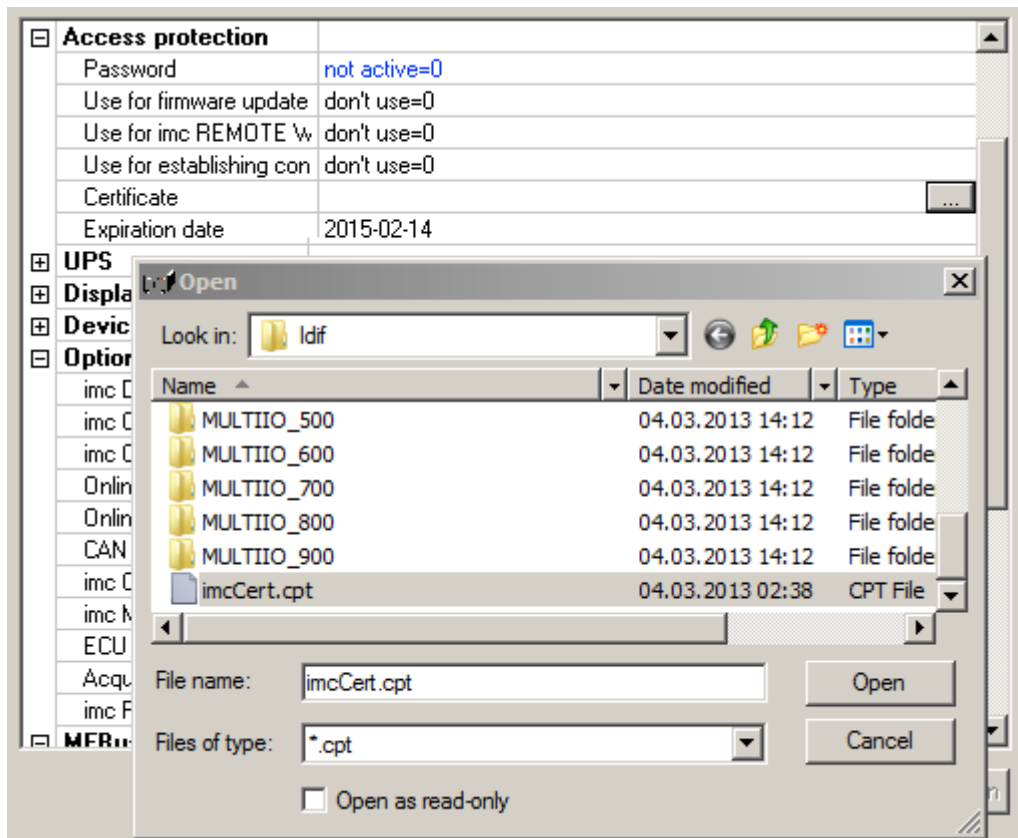 Access protection
Password not active=0
Use for firmware update don't use=0
Use for imc REMOTE W don't use=0
Use for establishing con don't use=0
Certificate ...
Expiration date 2015-02-14
UPS
Displa
Devic
Option
imc D
imc C
imc C
Onlin
Onlin
CAN
imc C
imc M
ECU
Acqu
imc F
MFBu
Open
Look in: ldif
Name Date modified Type
MULTIIO_500 04.03.2013 14:12 File folde
MULTIIO_600 04.03.2013 14:12 File folde
MULTIIO_700 04.03.2013 14:12 File folde
MULTIIO_800 04.03.2013 14:12 File folde
MULTIIO_900 04.03.2013 14:12 File folde
imcCert.cpt 04.03.2013 02:38 CPT File
File name: imcCert.cpt Open
Files of type: *.cpt Cancel
Open as read-only
n